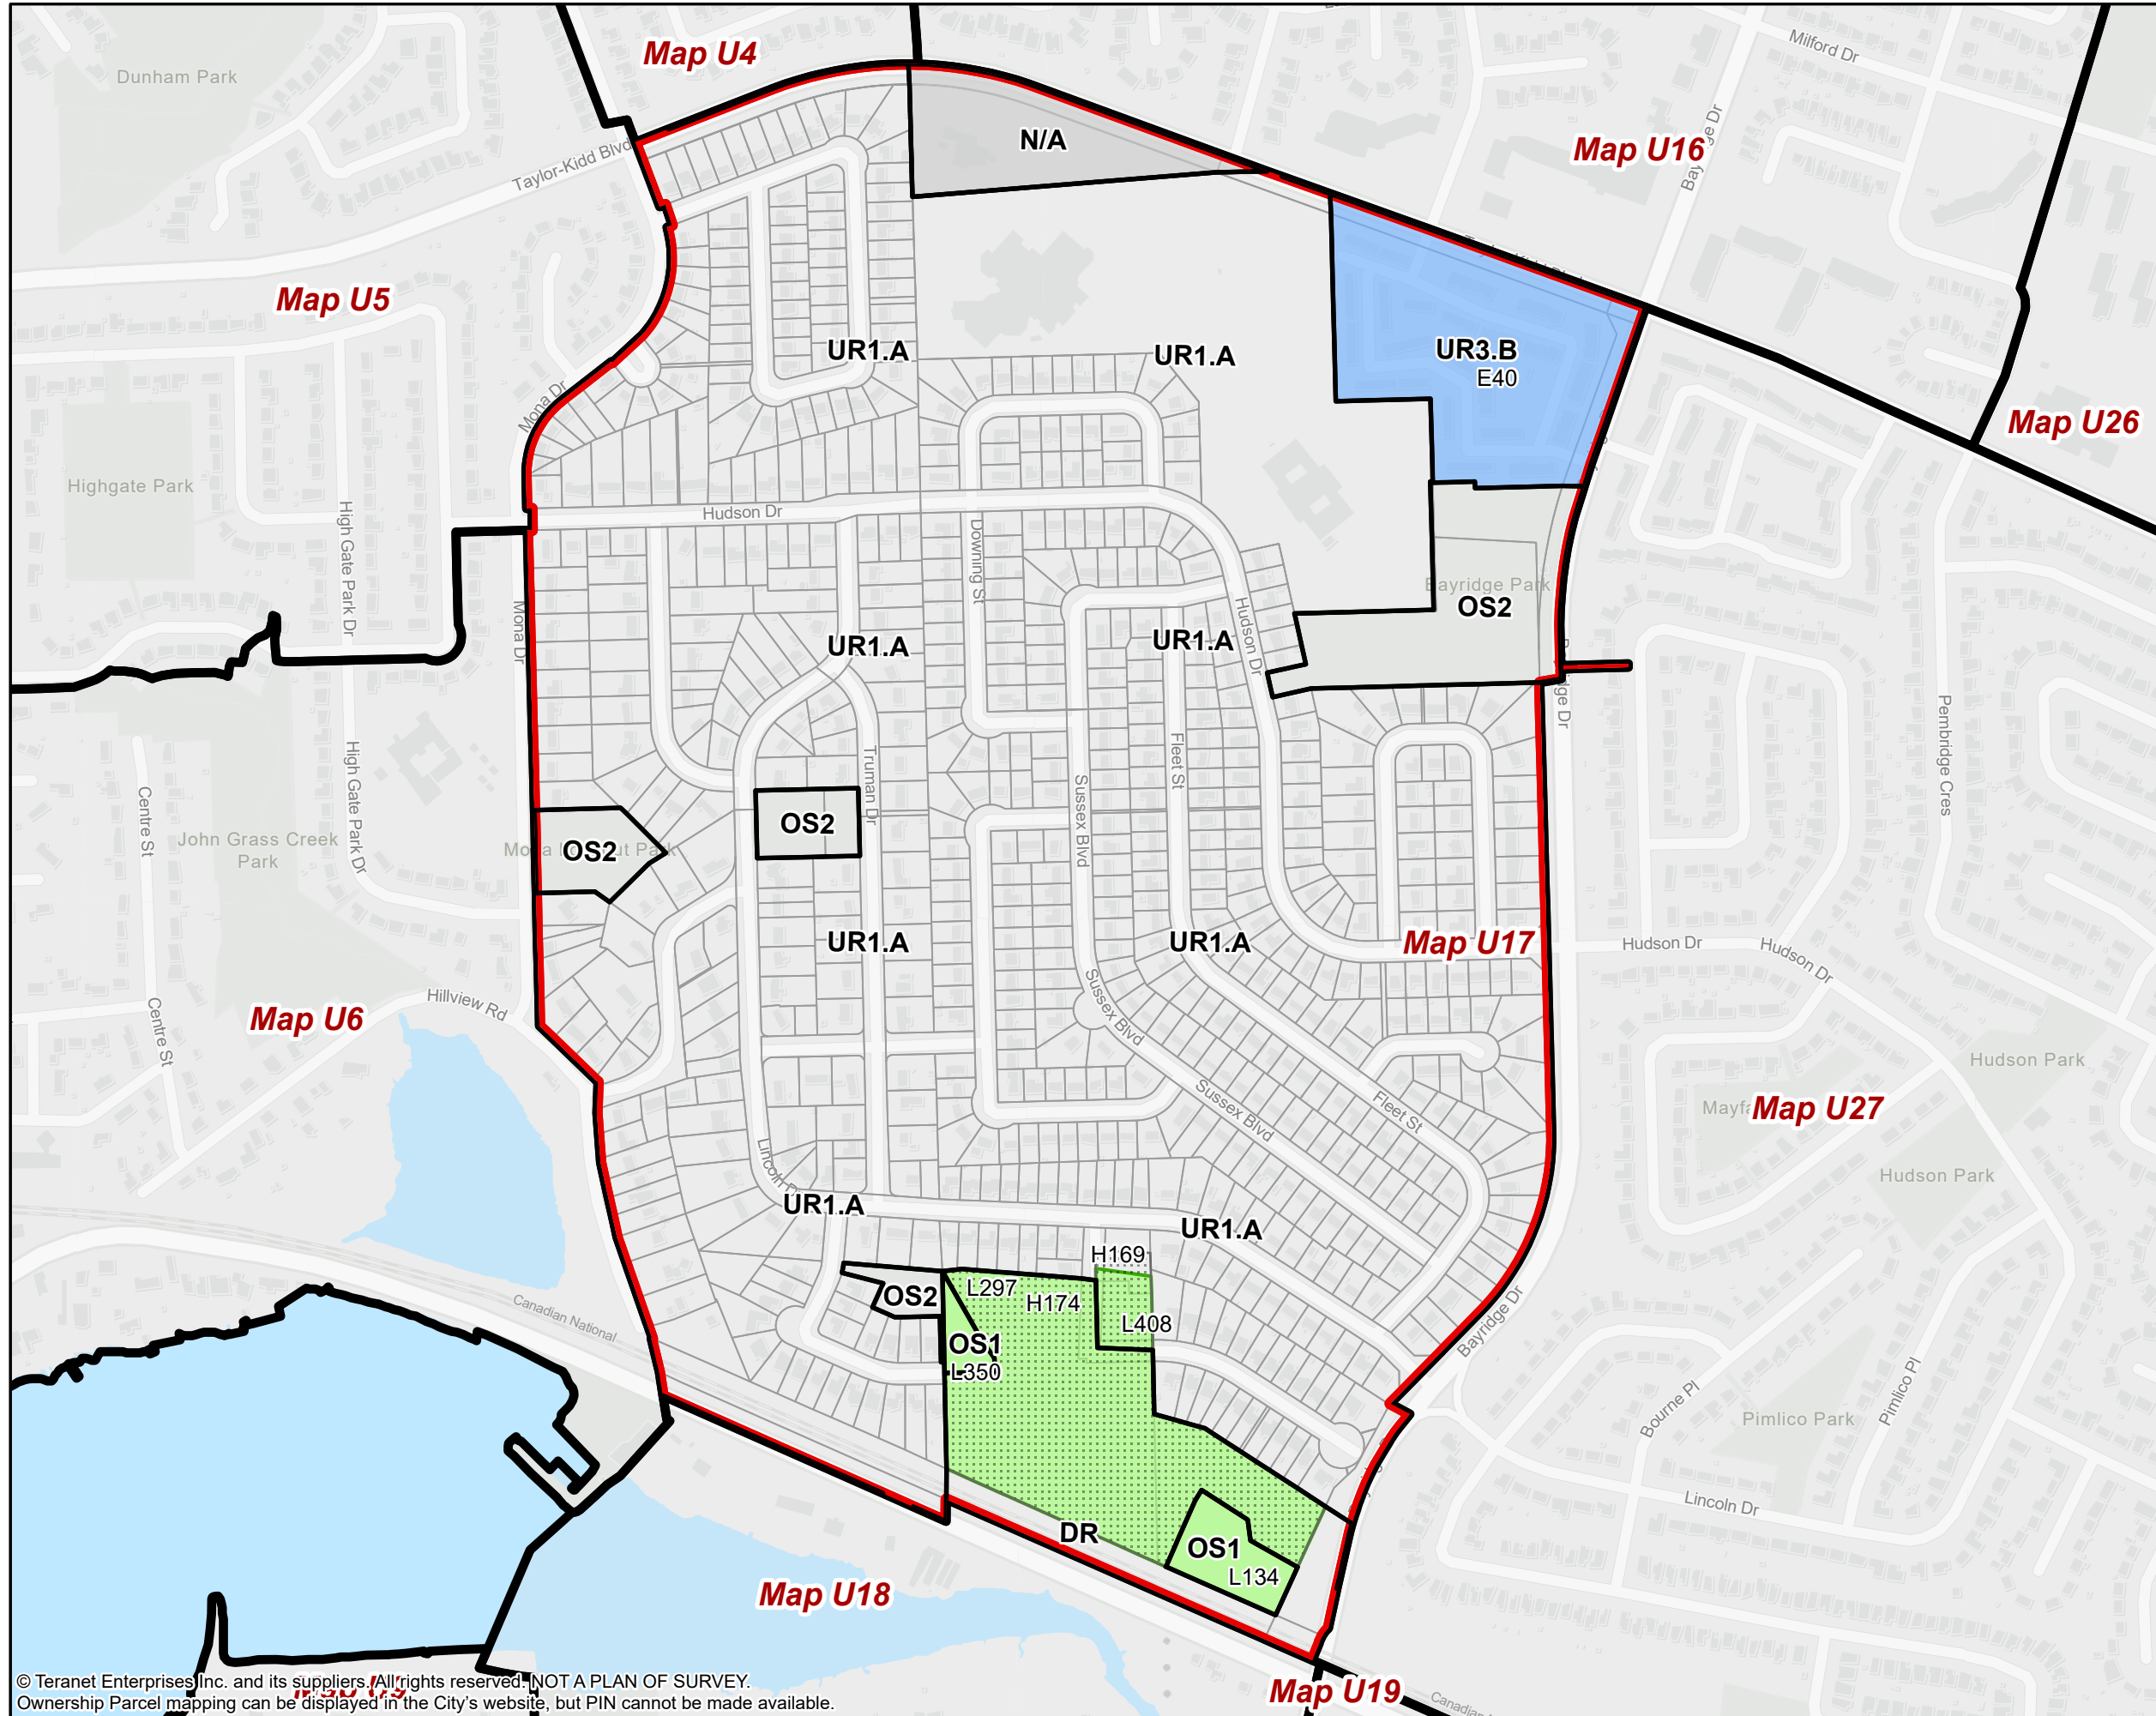 Map U4
Milford Dr
Dunham Park
N/A
Map U16
Taylor-Kidd Blvd
Map U5
UR1.A
UR1.A
UR3.B
E40
Mona Dr
Map U26
Highgate Park
Hudson Dr
High Gate Park Dr
Downing St
Bayridge Park
OS2
Mona Dr
UR1.A
UR1.A
Hudson Dr
Pembridge Cres
High Gate Park Dr
Truman Dr
Fleet St
Sussex Blvd
Centre St
John Grass Creek
Park
OS2
OS2
UR1.A
UR1.A
Map U17
Hudson Dr
Hudson Dr
Hillview Rd
Map U6
Centre St
Sussex Blvd
Hudson Park
Sussex Blvd
Fleet St
Map U27
Hudson Park
UR1.A
UR1.A
H169
L297
H174
OS2
L408
OS1
L350
Canadian National
Bayridge Dr
Bourne Pl
Pimlico Pl
Pimlico Park
Lincoln Dr
DR
OS1
L134
Map U18
Map U19
© Teranet Enterprises Inc. and its suppliers. All rights reserved. NOT A PLAN OF SURVEY.
Ownership Parcel mapping can be displayed in the City's website, but PIN cannot be made available.